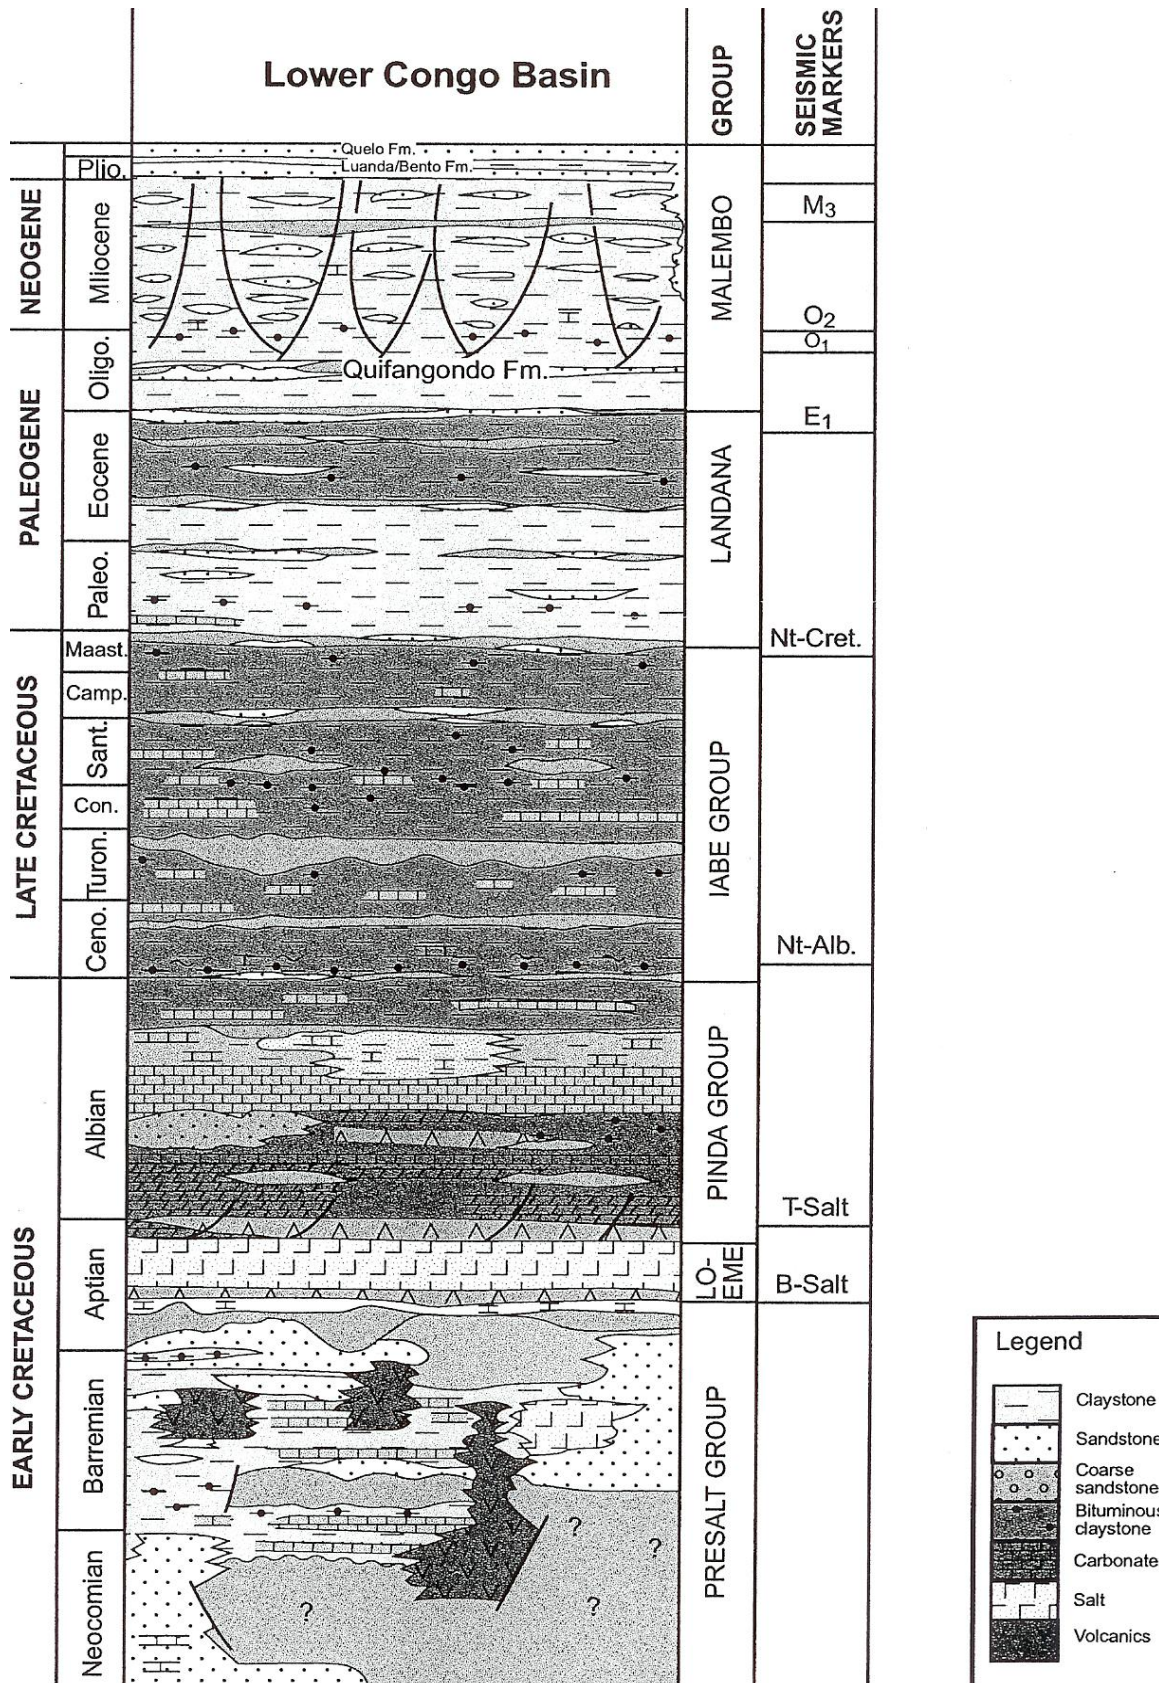 Lower Congo Basin
GROUP
SEISMIC
MARKERS
Quelo Fm.
Luanda/Bento Fm.
Plio.
NEOGENE
Mliocene
MALEMBO
M3
O2
O1
Oligo.
Quifangondo Fm.
PALEOGENE
E1
Eocene
LANDANA
Paleo.
Nt-Cret.
Maast.
Camp.
LATE CRETACEOUS
Sant.
Con.
IABE GROUP
Turon.
Ceno.
Nt-Alb.
Albian
PINDA GROUP
T-Salt
EARLY CRETACEOUS
Aptian
LO-
EME
B-Salt
Barremian
PRESALT GROUP
?
?
?
?
Neocomian
Legend
Claystone
Sandstone
Coarse
sandstone
Bituminous
claystone
Carbonate
Salt
Volcanics